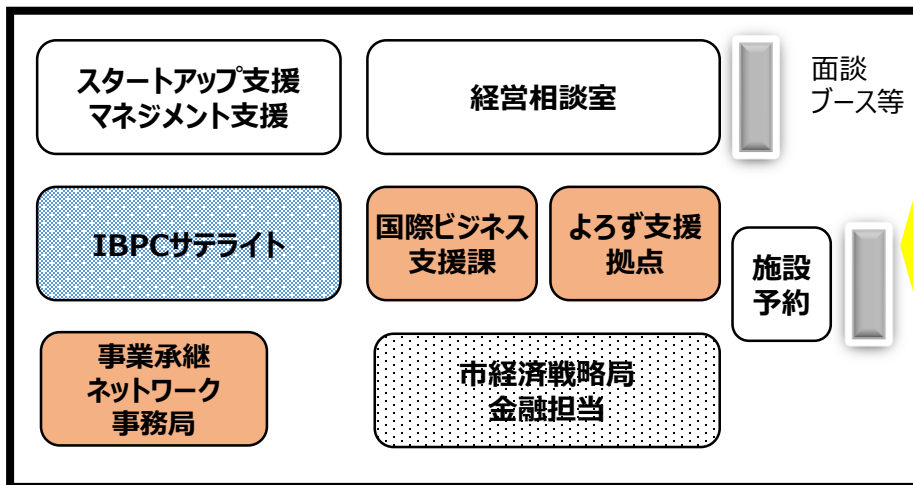 スタートアップ支援
マネジメント支援
経営相談室
面談
ブース等
IBPCサテライト
国際ビジネス
支援課
よろず支援
拠点
施設
予約
事業承継
ネットワーク
事務局
市経済戦略局
金融担当